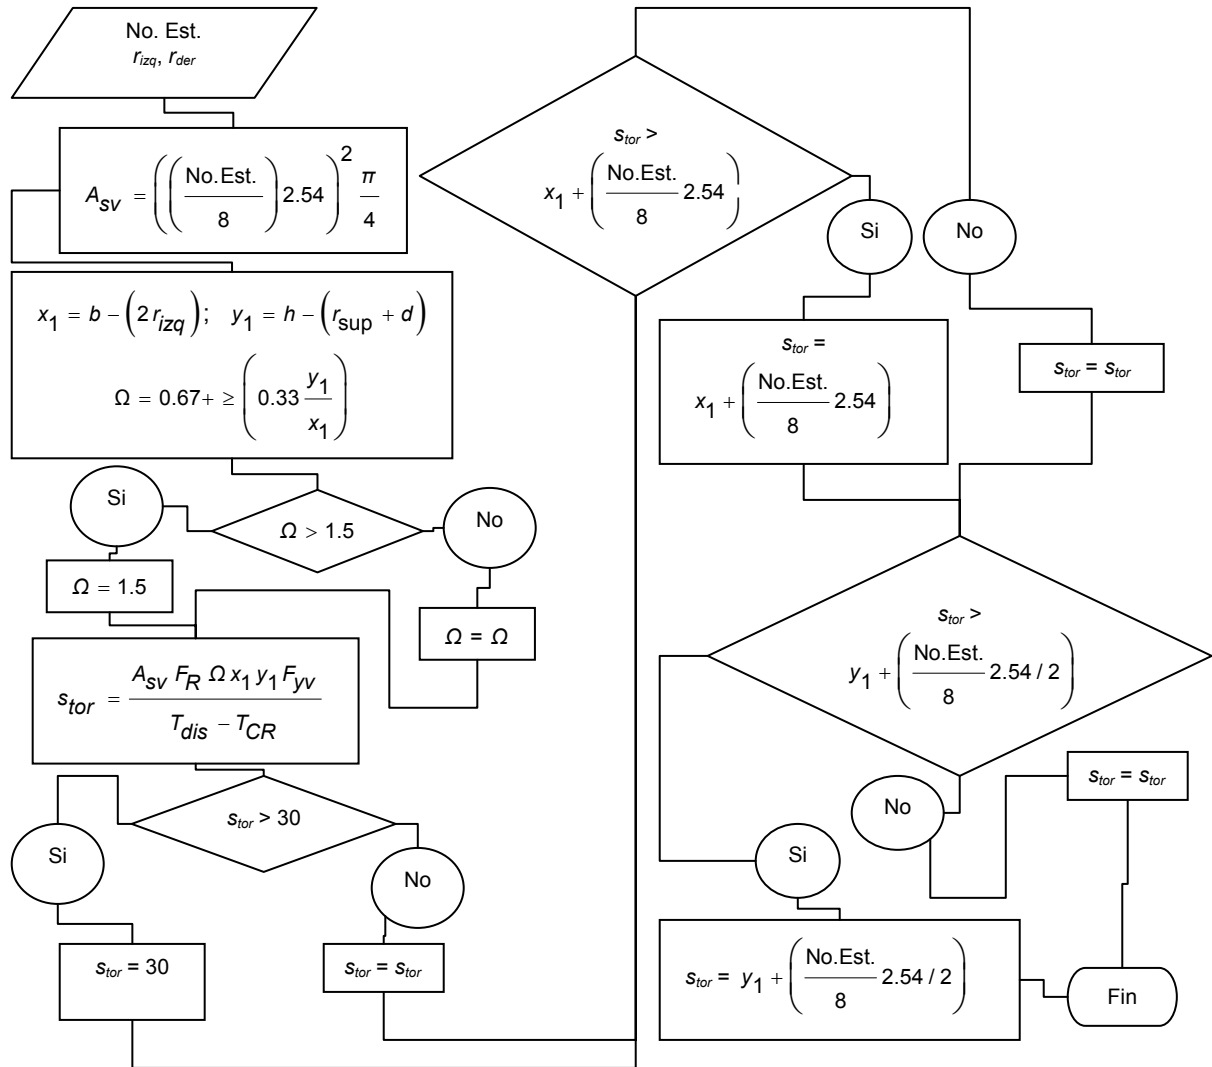 No. Est.
r_izq, r_der
A_sv = (((No.Est./8) 2.54)^2 π/4
x_1 = b − (2 r_izq); y_1 = h − (r_sup + d)
Ω = 0.67+ ≥ (0.33 y_1/x_1)
Ω > 1.5
Si
No
Ω = 1.5
Ω = Ω
s_tor = A_sv F_R Ω x_1 y_1 F_yv / T_dis − T_CR
s_tor > 30
Si
No
s_tor = 30
s_tor = s_tor
s_tor >
x_1 + (No.Est./8 2.54)
Si
No
s_tor =
x_1 + (No.Est./8 2.54)
s_tor = s_tor
s_tor >
y_1 + (No.Est./8 2.54 / 2)
No
s_tor = s_tor
Si
s_tor = y_1 + (No.Est./8 2.54 / 2)
Fin